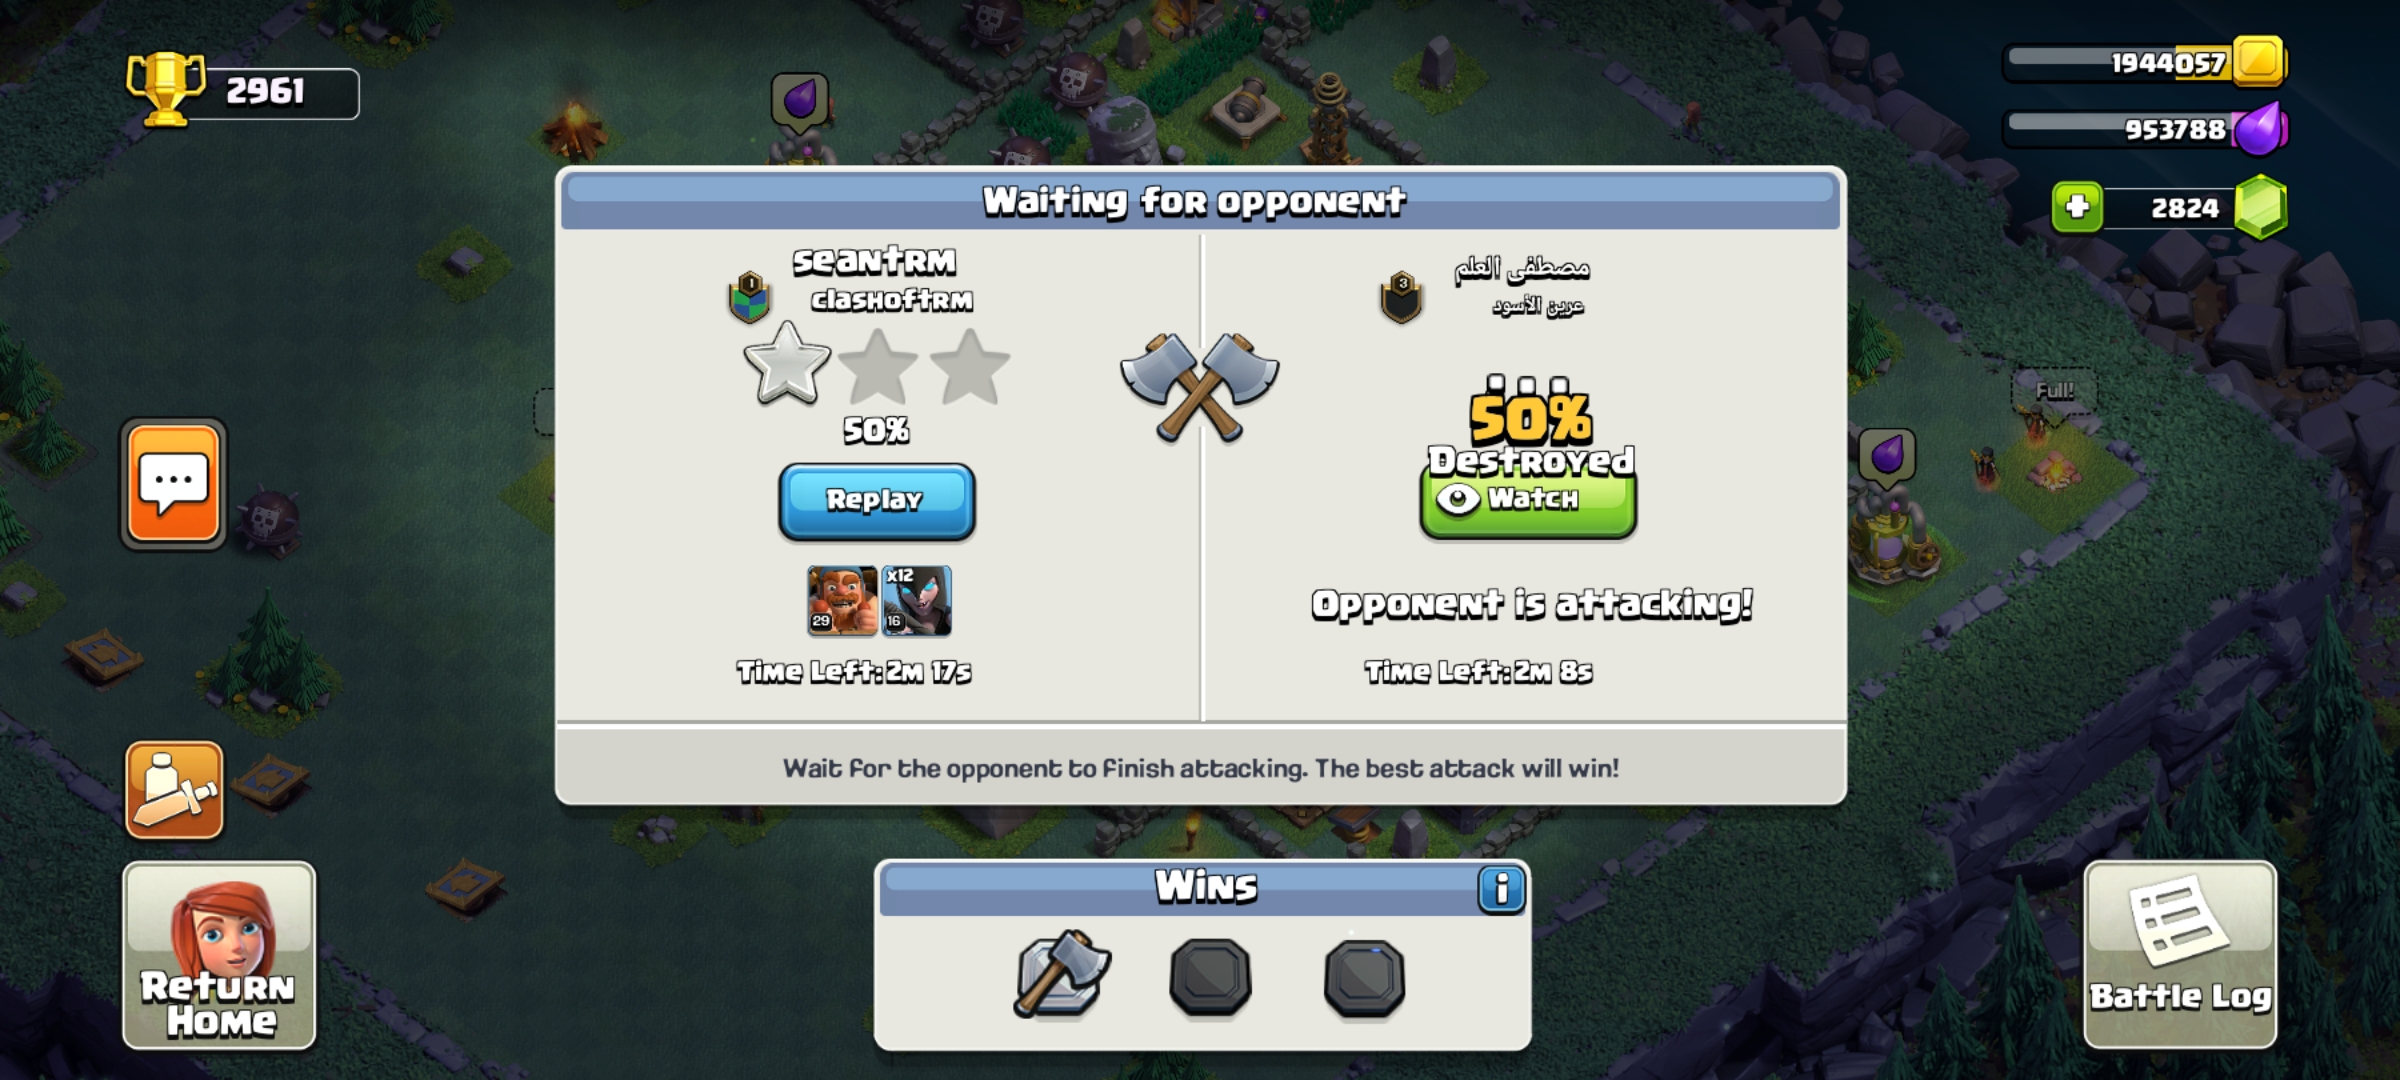 2961
1944057
953788
2824
Waiting for opponent
seantrm
1
clashoftrm
50%
Replay
x12
29
16
Time Left: 2m 17s
مصطفى العلم
3
عرين الأسود
50%
Destroyed
Watch
Opponent is attacking!
Time Left: 2m 8s
Wait for the opponent to finish attacking. The best attack will win!
Full!
Wins
i
Return
Home
Battle Log